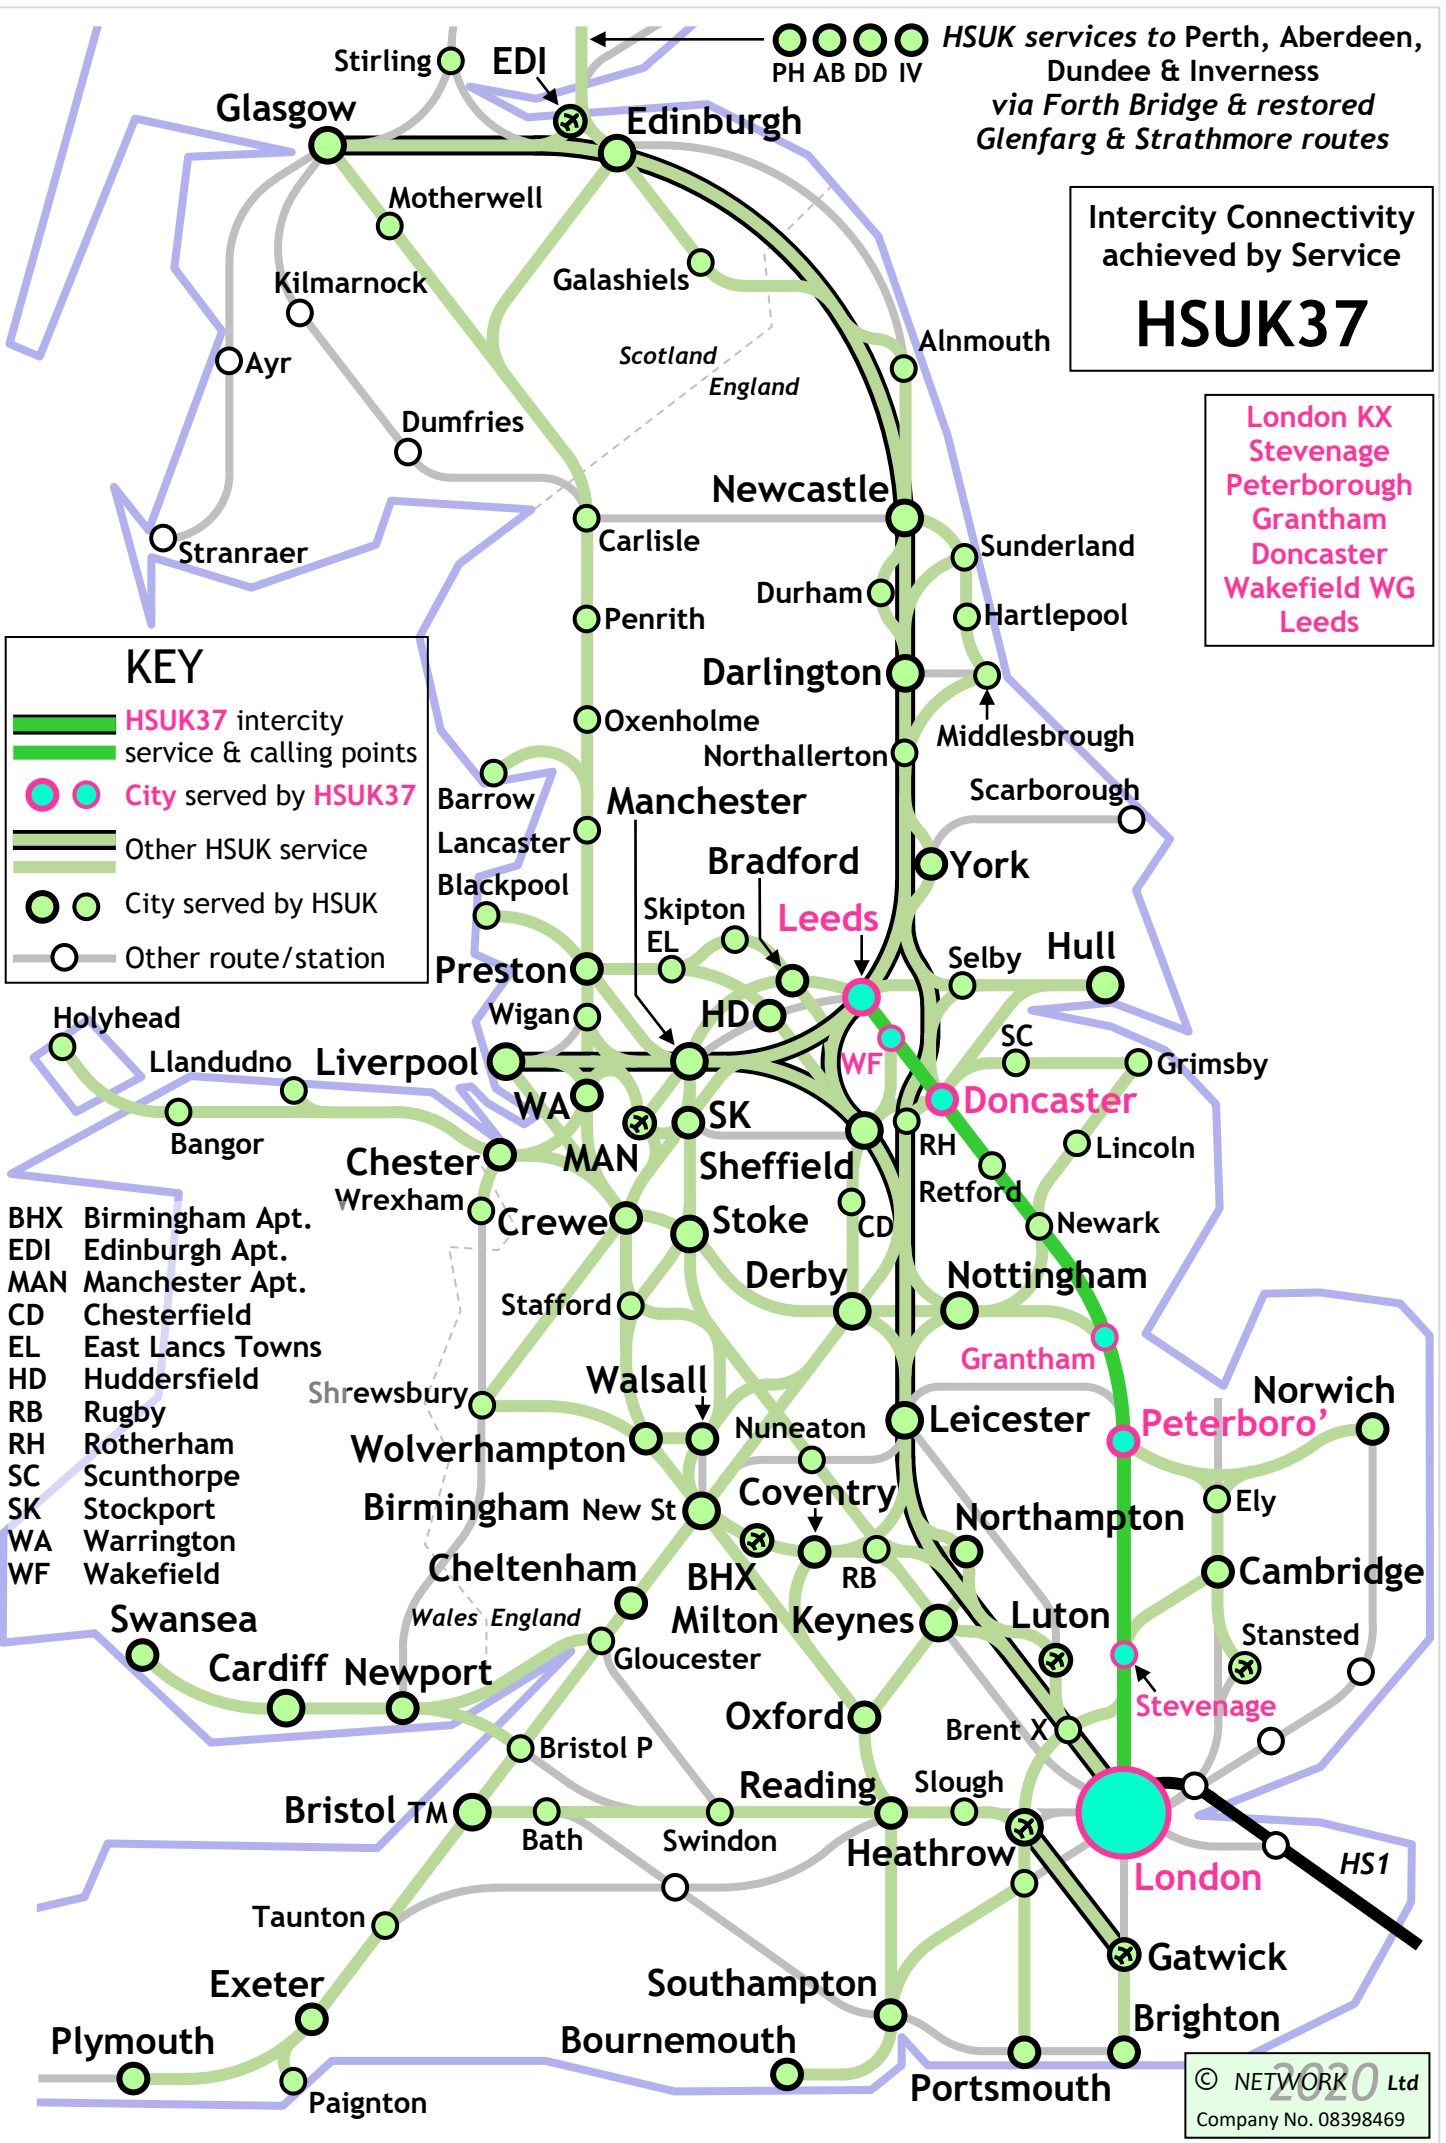 Stirling
EDI
PH AB DD IV
HSUK services to Perth, Aberdeen,
Dundee & Inverness
via Forth Bridge & restored
Glenfarg & Strathmore routes
Glasgow
Edinburgh
Motherwell
Intercity Connectivity
achieved by Service
HSUK37
Kilmarnock
Galashiels
Alnmouth
Ayr
Scotland
England
London KX
Stevenage
Peterborough
Grantham
Doncaster
Wakefield WG
Leeds
Dumfries
Newcastle
Carlisle
Stranraer
Sunderland
Durham
Hartlepool
Penrith
Darlington
KEY
HSUK37 intercity
service & calling points
City served by HSUK37
Other HSUK service
City served by HSUK
Other route/station
Oxenholme
Middlesbrough
Northallerton
Barrow
Manchester
Scarborough
Lancaster
Bradford
York
Blackpool
Skipton
Leeds
EL
Selby
Hull
Preston
Wigan
HD
Holyhead
SC
Llandudno
Liverpool
WF
Grimsby
WA
SK
Doncaster
Bangor
MAN
RH
Lincoln
Chester
Sheffield
Retford
Wrexham
Crewe
Stoke
CD
Newark
BHX Birmingham Apt.
EDI Edinburgh Apt.
MAN Manchester Apt.
CD Chesterfield
EL East Lancs Towns
HD Huddersfield
RB Rugby
RH Rotherham
SC Scunthorpe
SK Stockport
WA Warrington
WF Wakefield
Derby
Nottingham
Stafford
Grantham
Shrewsbury
Walsall
Norwich
Nuneaton
Leicester
Peterboro'
Wolverhampton
Coventry
Ely
Birmingham New St
Northampton
Cheltenham
BHX
RB
Cambridge
Swansea
Wales England
Milton Keynes
Luton
Stansted
Cardiff
Newport
Gloucester
Stevenage
Oxford
Brent X
Bristol P
Reading
Slough
Bristol TM
Bath
Swindon
Heathrow
HS1
London
Taunton
Gatwick
Exeter
Southampton
Brighton
Plymouth
Bournemouth
Portsmouth
Paignton
© NETWORK 2020 Ltd
Company No. 08398469